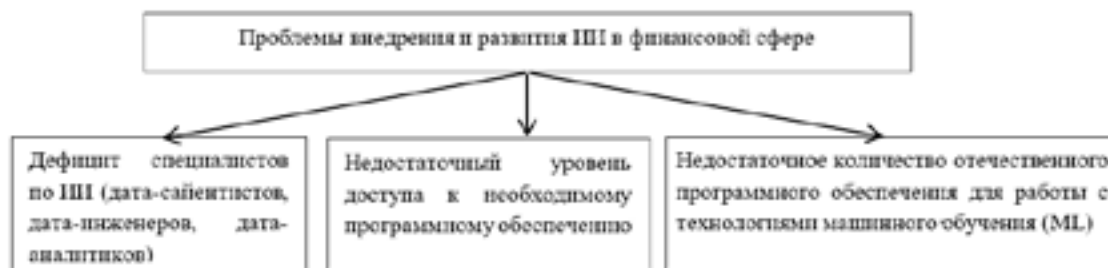 Проблемы внедрения и развития ИИ в финансовой сфере
Дефицит специалистов
по ИИ (дата-сайентистов,
дата-инженеров, дата-
аналитиков)
Недостаточный уровень
доступа к необходимому
программному обеспечению
Недостаточное количество отечественного
программного обеспечения для работы с
технологиями машинного обучения (ML)